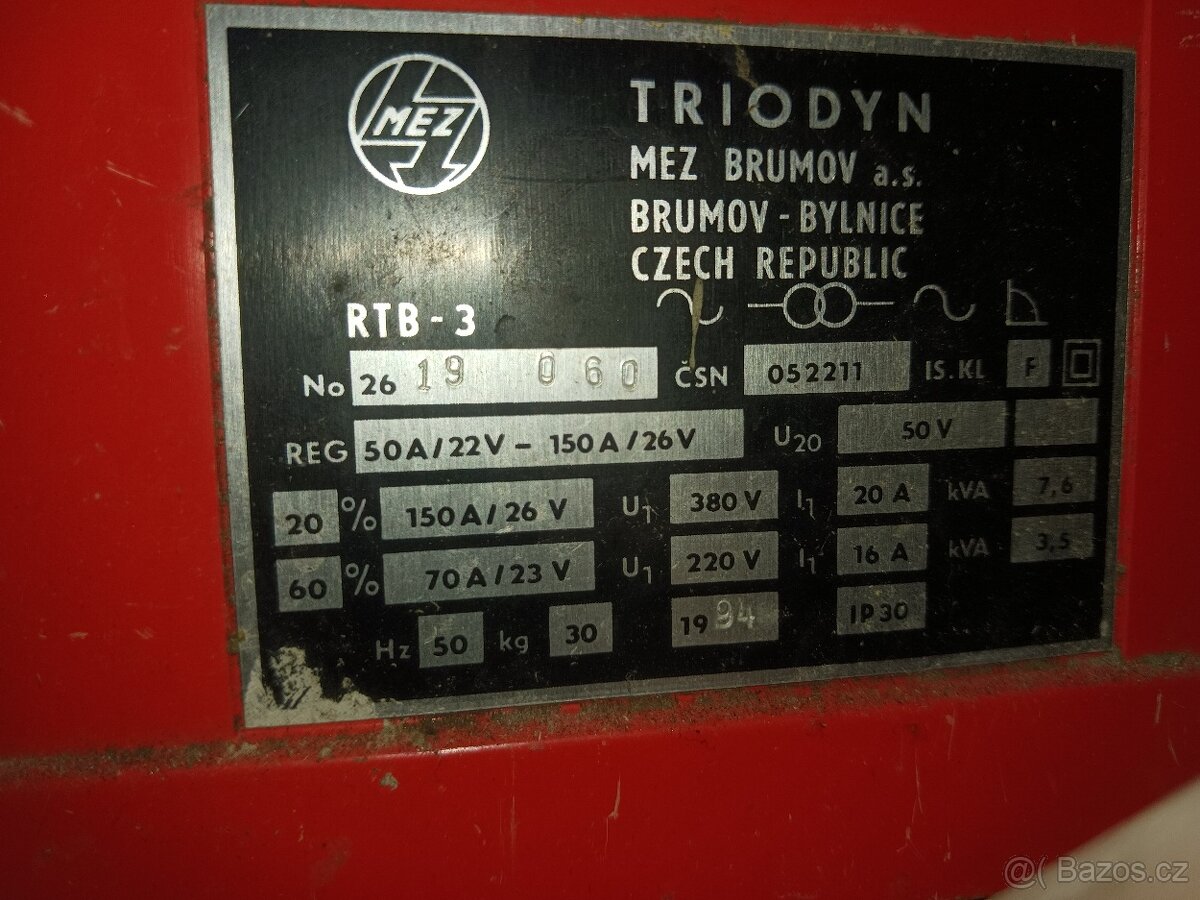 MEZ
TRIODYN
MEZ BRUMOV a.s.
BRUMOV - BYLNICE
CZECH REPUBLIC
RTB - 3
No 26 19 060 ČSN 052211 IS. KL F
REG 50A/22V – 150A/26V U20 50 V
20 % 150A/26 V U1 380 V I1 20 A kVA 7,6
60 % 70A/23 V U1 220 V I1 16 A kVA 3,5
Hz 50 kg 30 1994 IP30
@( Bazos.cz